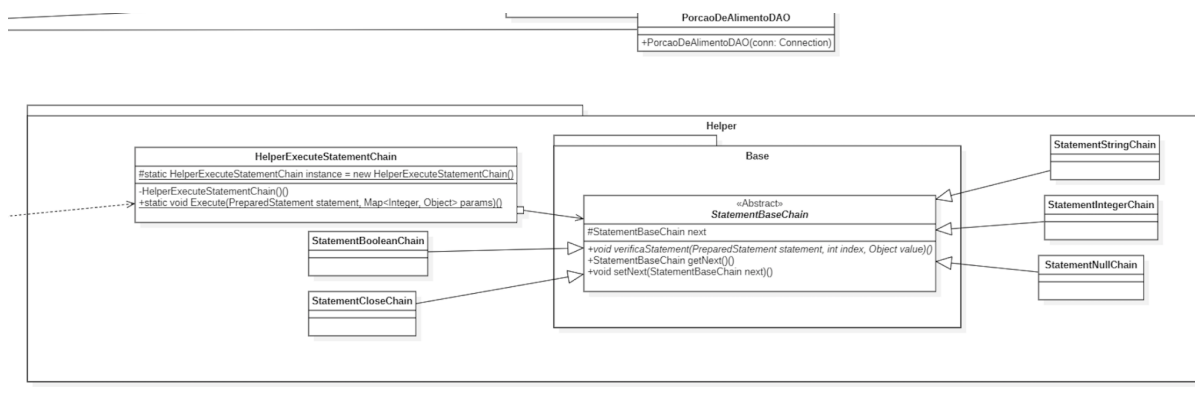 PorcaoDeAlimentoDAO
+PorcaoDeAlimentoDAO(conn: Connection)
Helper
HelperExecuteStatementChain
#static HelperExecuteStatementChain instance = new HelperExecuteStatementChain()
-HelperExecuteStatementChain()()
+static void Execute(PreparedStatement statement, Map<Integer, Object> params)()
Base
«Abstract»
StatementBaseChain
#StatementBaseChain next
+void verificaStatement(PreparedStatement statement, int index, Object value)()
+StatementBaseChain getNext()()
+void setNext(StatementBaseChain next)()
StatementStringChain
StatementIntegerChain
StatementNullChain
StatementBooleanChain
StatementCloseChain